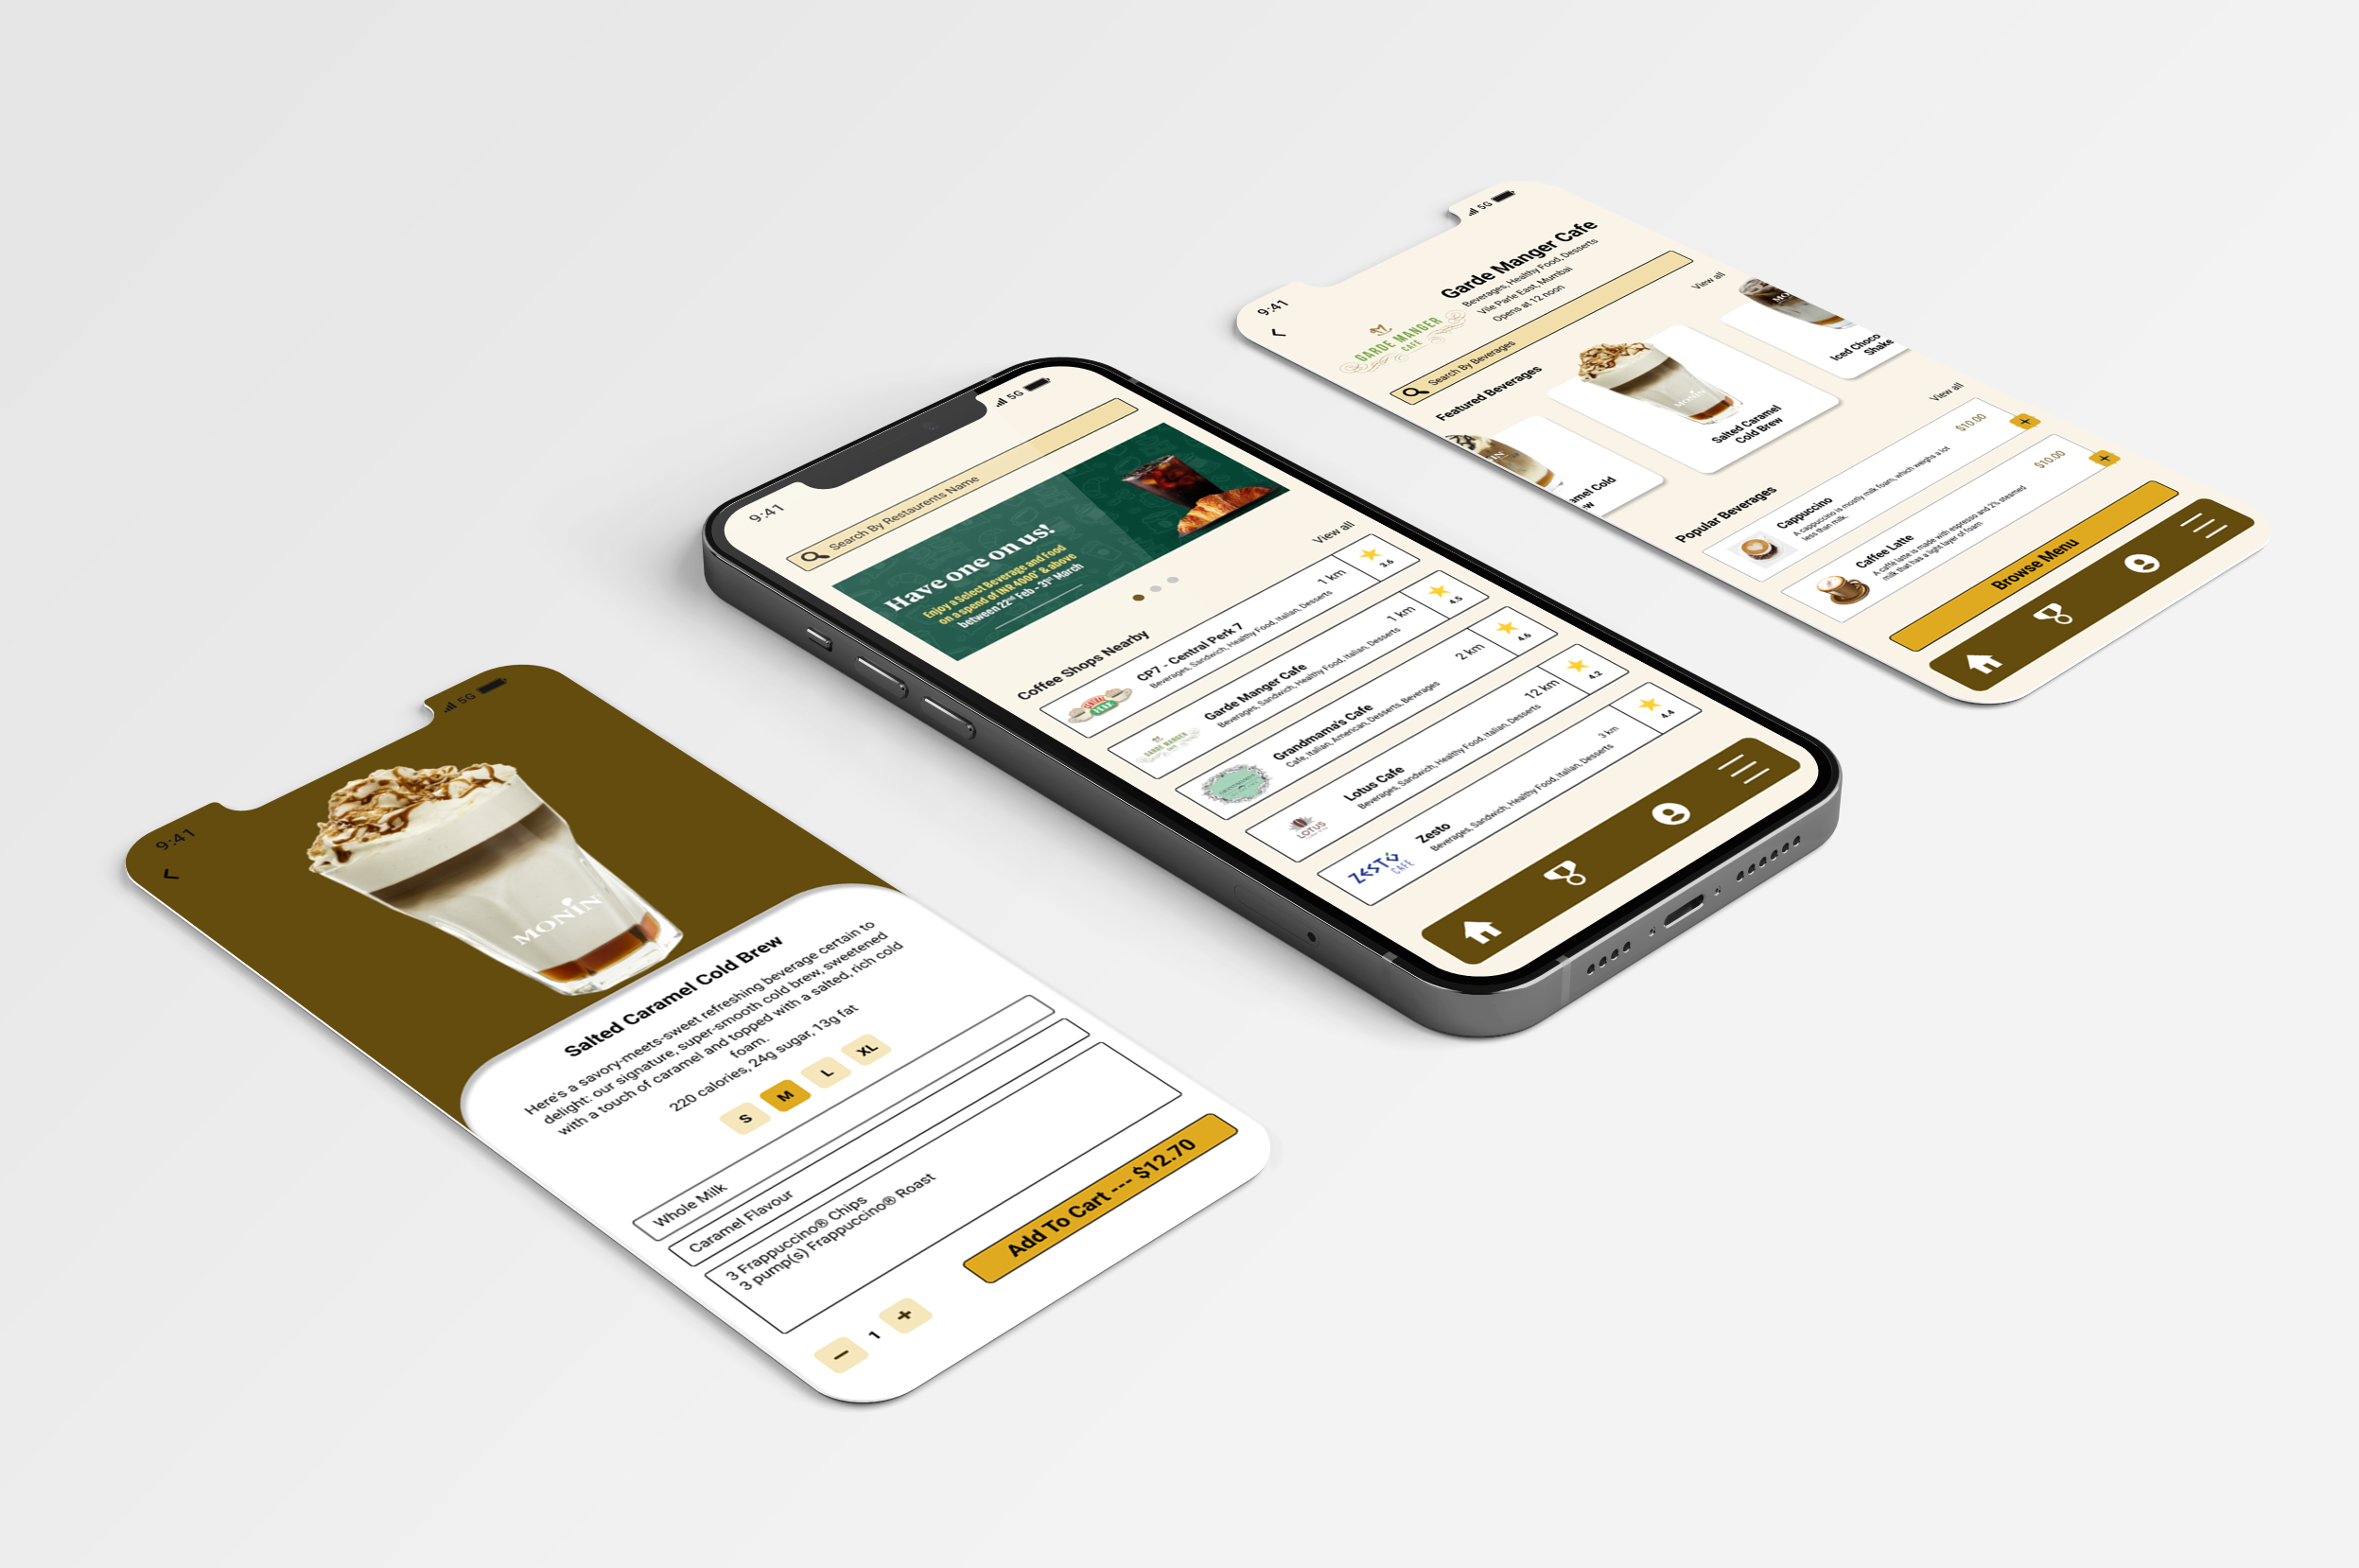 9:41
5G
MONIN
Salted Caramel Cold Brew
Here's a savory-meets-sweet refreshing beverage certain to
delight: our signature, super-smooth cold brew, sweetened
with a touch of caramel and topped with a salted, rich cold
foam.
220 calories, 24g sugar, 13g fat
S
M
L
XL
Whole Milk
Caramel Flavour
3 Frappuccino® Chips
3 pump(s) Frappuccino® Roast
1
Add To Cart --- $12.70
9:41
5G
Search By Restaurents Name
Have one on us!
Enjoy a Select Beverage and Food
on a spend of INR 4000* & above
between 22nd Feb - 31st March
Coffee Shops Nearby
View all
CP7 - Central Perk 7
Beverages, Sandwich, Healthy Food, Italian, Desserts
1 km
3.6
GARDE MANGER
Garde Manger Cafe
Beverages, Sandwich, Healthy Food, Italian, Desserts
1 km
4.5
Grandmama's Cafe
Cafe, Italian, American, Desserts, Beverages
2 km
4.6
LOTUS
Lotus Cafe
Beverages, Sandwich, Healthy Food, Italian, Desserts
12 km
4.2
ZESTO
CAFE
Zesto
Beverages, Sandwich, Healthy Food, Italian, Desserts
3 km
4.4
9:41
5G
GARDE MANGER
CAFE
Garde Manger Cafe
Beverages, Healthy Food, Desserts
Vile Parle East, Mumbai
Opens at 12 noon
Search By Beverages
Featured Beverages
View all
amel Cold
ew
MONIN
Salted Caramel
Cold Brew
MO
Iced Choco
Shake
Popular Beverages
View all
Cappuccino
A cappuccino is mostly milk foam, which weighs a lot
less than milk.
$10.00
Caffee Latte
A caffè latte is made with espresso and 2% steamed
milk that has a light layer of foam
$10.00
Browse Menu